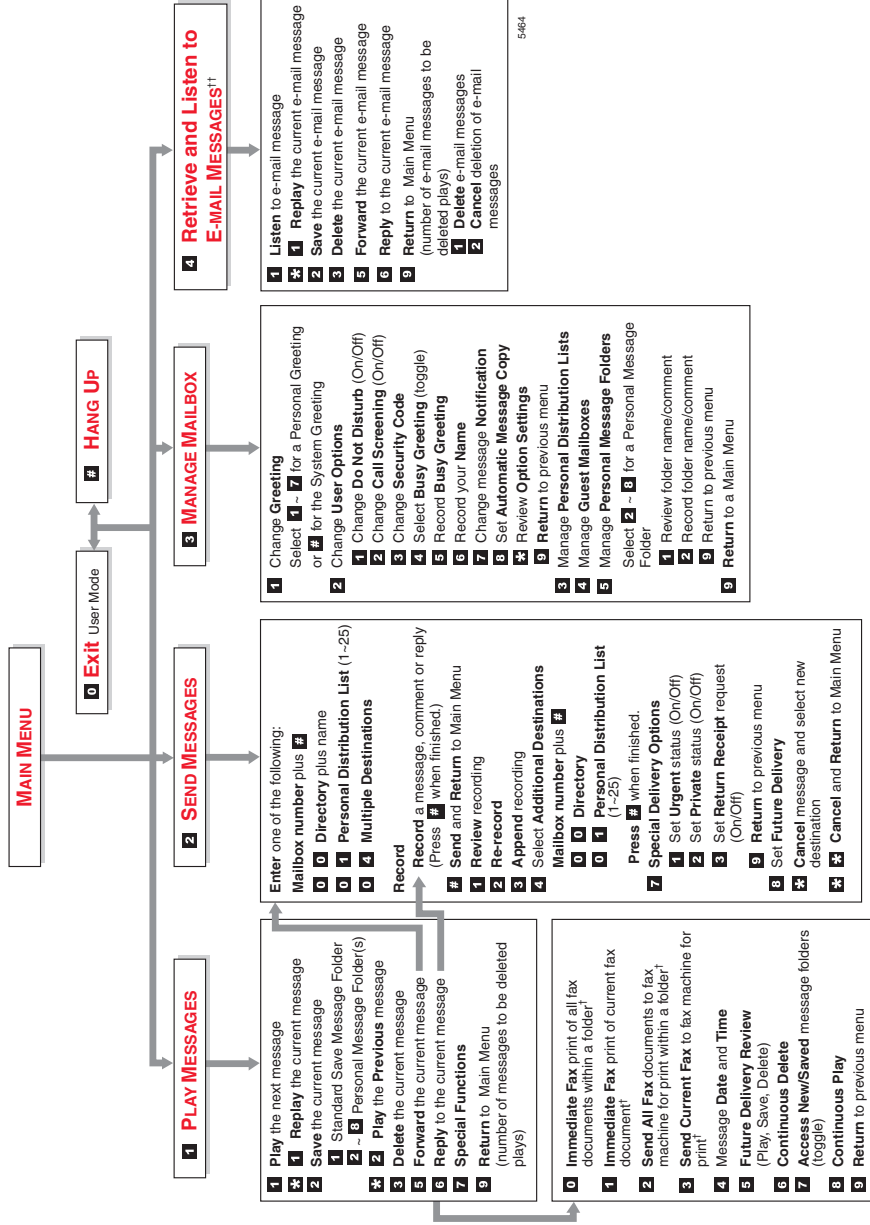 MAIN MENU
0 Exit User Mode
# HANG UP
1 PLAY MESSAGES
1 Play the next message
* 1 Replay the current message
2 Save the current message
1 Standard Save Message Folder
2 ~ 8 Personal Message Folder(s)
* 2 Play the Previous message
3 Delete the current message
5 Forward the current message
6 Reply to the current message
7 Special Functions
9 Return to Main Menu
(number of messages to be deleted
plays)
0 Immediate Fax print of all fax
documents within a folder†
1 Immediate Fax print of current fax
document†
2 Send All Fax documents to fax
machine for print within a folder†
3 Send Current Fax to fax machine for
print†
4 Message Date and Time
5 Future Delivery Review
(Play, Save, Delete)
6 Continuous Delete
7 Access New/Saved message folders
(toggle)
8 Continuous Play
9 Return to previous menu
2 SEND MESSAGES
Enter one of the following:
Mailbox number plus #
0 0 Directory plus name
0 1 Personal Distribution List (1~25)
0 4 Multiple Destinations
Record
Record a message, comment or reply
(Press # when finished.)
# Send and Return to Main Menu
1 Review recording
2 Re-record
3 Append recording
4 Select Additional Destinations
Mailbox number plus #
0 0 Directory
0 1 Personal Distribution List
(1~25)
Press # when finished.
7 Special Delivery Options
1 Set Urgent status (On/Off)
2 Set Private status (On/Off)
3 Set Return Receipt request
(On/Off)
9 Return to previous menu
8 Set Future Delivery
* Cancel message and select new
destination
* * Cancel and Return to Main Menu
3 MANAGE MAILBOX
1 Change Greeting
Select 1 ~ 7 for a Personal Greeting
or # for the System Greeting
2 Change User Options
1 Change Do Not Disturb (On/Off)
2 Change Call Screening (On/Off)
3 Change Security Code
4 Select Busy Greeting (toggle)
5 Record Busy Greeting
6 Record your Name
7 Change message Notification
8 Set Automatic Message Copy
* Review Option Settings
9 Return to previous menu
3 Manage Personal Distribution Lists
4 Manage Guest Mailboxes
5 Manage Personal Message Folders
Select 2 ~ 8 for a Personal Message
Folder
1 Review folder name/comment
2 Record folder name/comment
9 Return to previous menu
9 Return to a Main Menu
4 Retrieve and Listen to
E-MAIL MESSAGES††
1 Listen to e-mail message
* 1 Replay the current e-mail message
2 Save the current e-mail message
3 Delete the current e-mail message
5 Forward the current e-mail message
6 Reply to the current e-mail message
9 Return to Main Menu
(number of e-mail messages to be
deleted plays)
1 Delete e-mail messages
2 Cancel deletion of e-mail
messages
5464